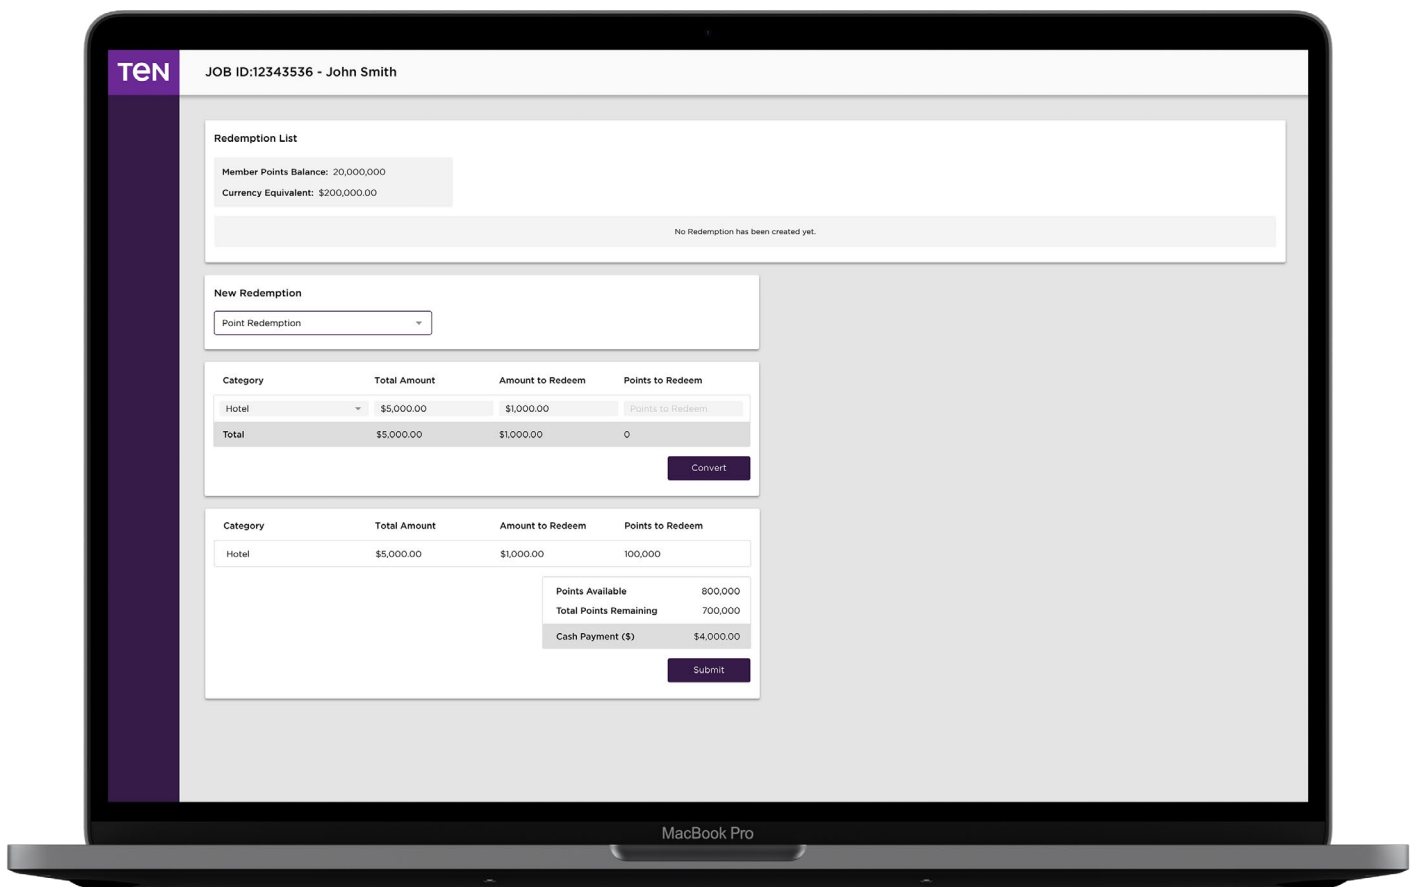 TEN
JOB ID:12343536 - John Smith
Redemption List
Member Points Balance: 20,000,000
Currency Equivalent: $200,000.00
No Redemption has been created yet.
New Redemption
Point Redemption
Category Total Amount Amount to Redeem Points to Redeem
Hotel $5,000.00 $1,000.00 Points to Redeem
Total $5,000.00 $1,000.00 0
Convert
Category Total Amount Amount to Redeem Points to Redeem
Hotel $5,000.00 $1,000.00 100,000
Points Available 800,000
Total Points Remaining 700,000
Cash Payment ($) $4,000.00
Submit
MacBook Pro